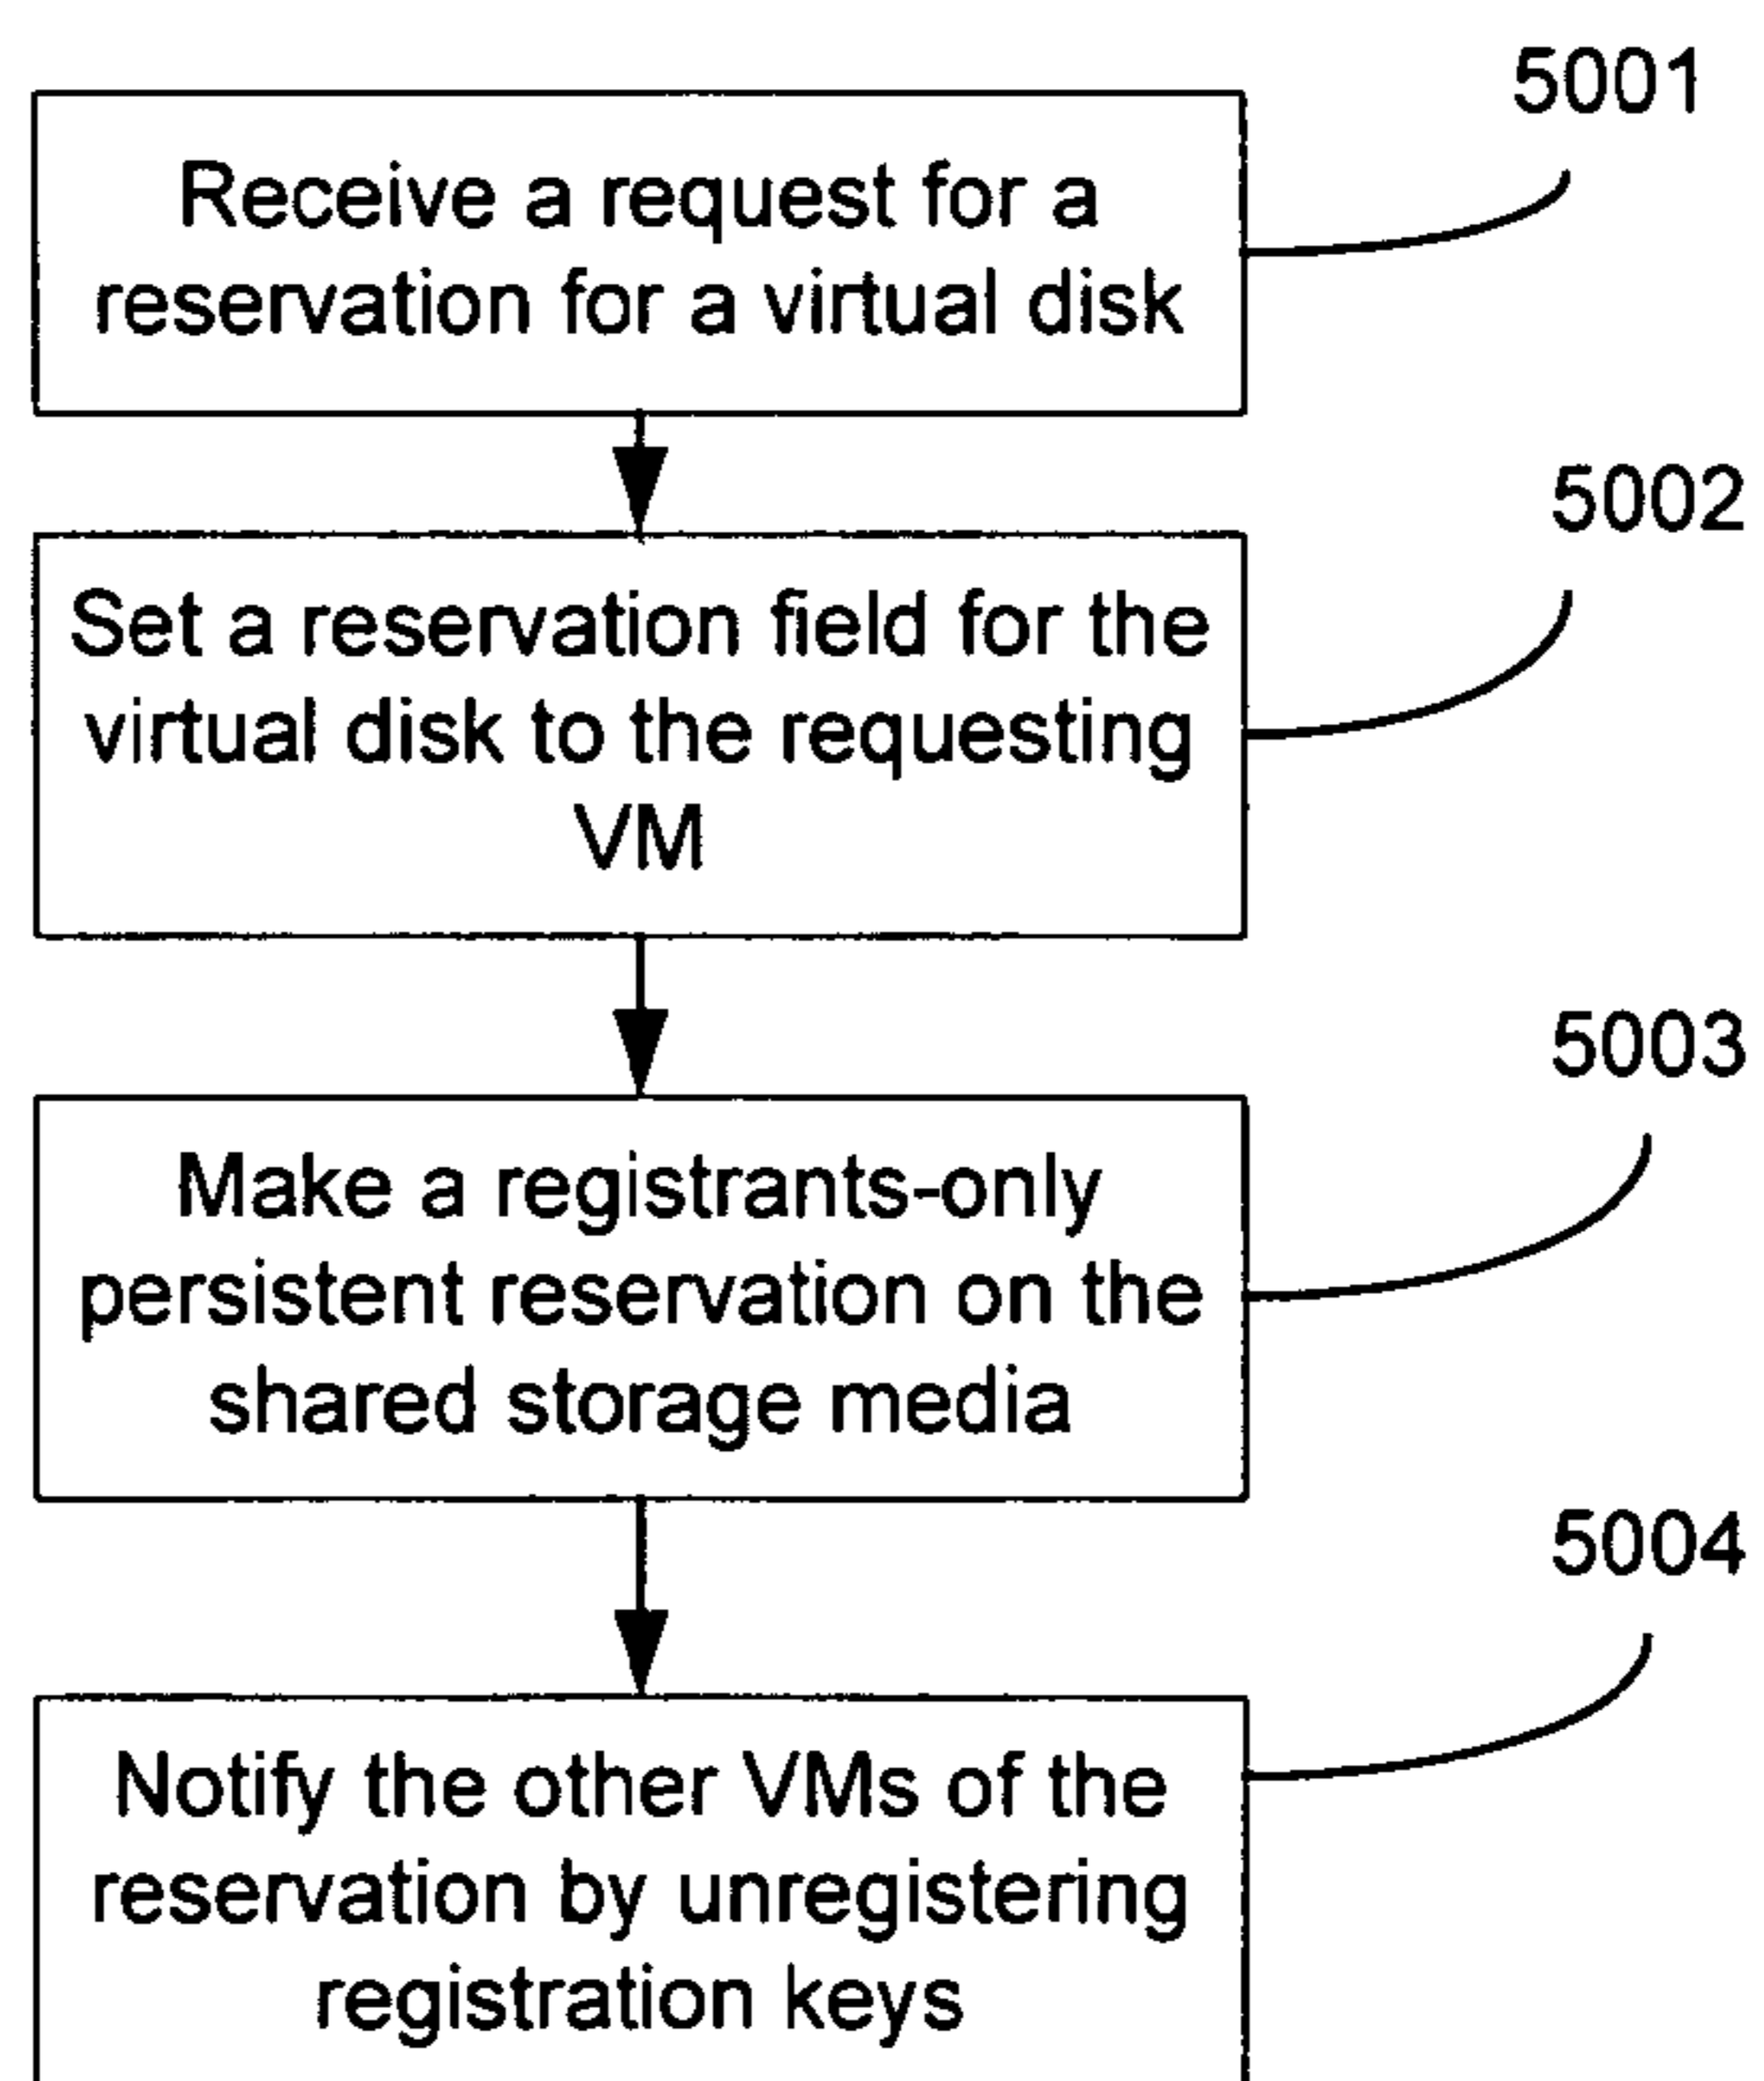 5001
Receive a request for a
reservation for a virtual disk
5002
Set a reservation field for the
virtual disk to the requesting
VM
5003
Make a registrants-only
persistent reservation on the
shared storage media
5004
Notify the other VMs of the
reservation by unregistering
registration keys